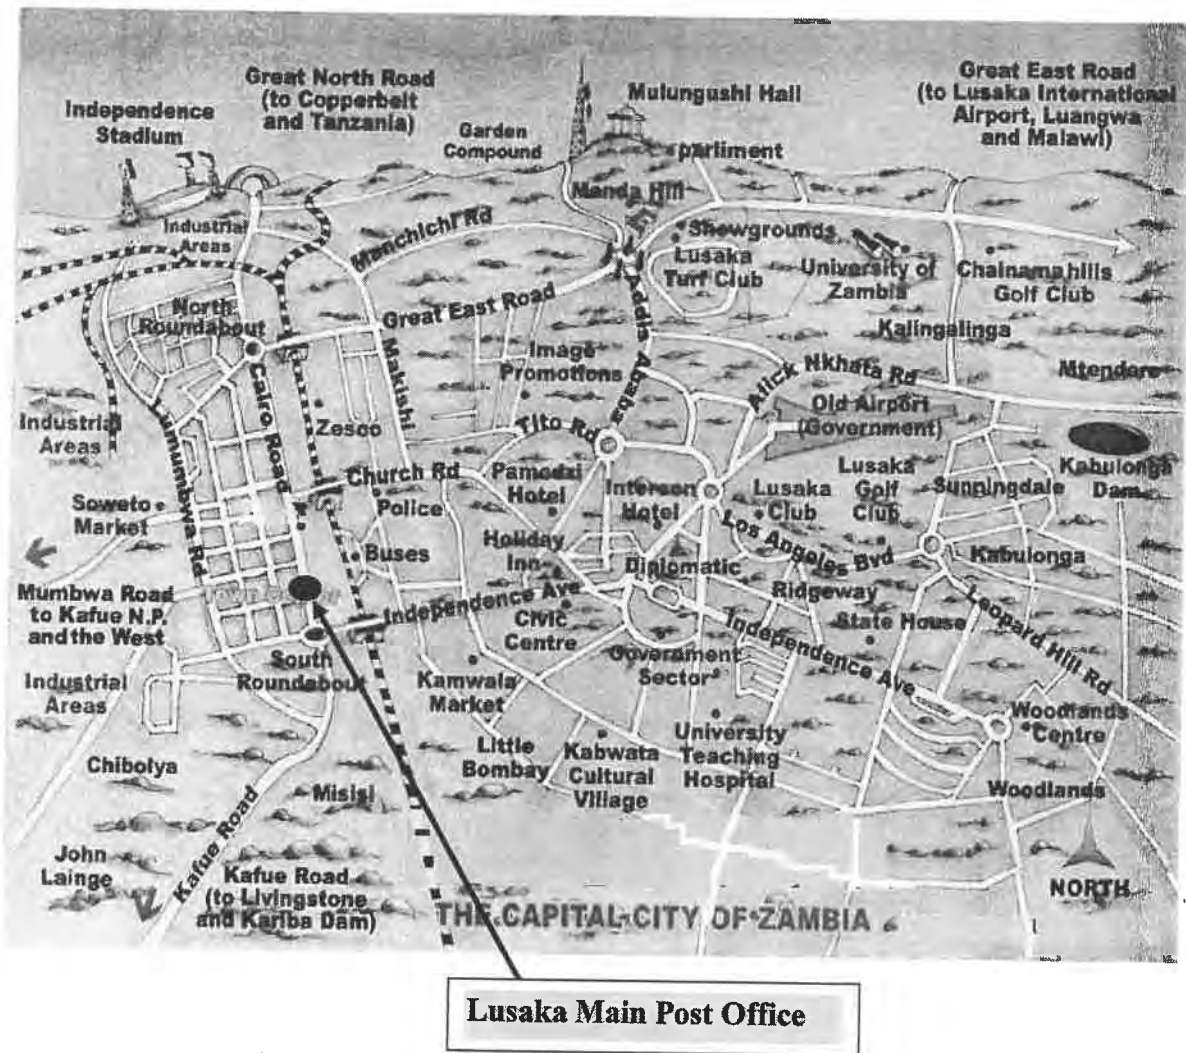 Great North Road
(to Copperbelt
and Tanzania)
Independence
Stadium
Garden
Compound
Mulungushi Hall
parliment
Great East Road
(to Lusaka International
Airport, Luangwa
and Malawi)
Manda Hill
Industrial
Areas
Manchichi Rd
Showgrounds
Lusaka
Turf Club
University of
Zambia
Chainama hills
Golf Club
North
Roundabout
Great East Road
Addis Ababa
Kalingalinga
Makishi
Image
Promotions
Alick Nkhata Rd
Mtendere
Industrial
Areas
Lumumbwa Rd
Cairo Road
Zesco
Tito Rd
Old Airport
(Government)
Church Rd
Pamodzi
Hotel
Intercon
Hotel
Lusaka
Club
Lusaka
Golf
Club
Sunningdale
Kabulonga
Dam
Soweto
Market
Police
Buses
Holiday
Inn
Diplomatic
Los Angeles Bvd
Kabulonga
Mumbwa Road
to Kafue N.P.
and the West
Independence Ave
Civic
Centre
Ridgeway
State House
Leopard Hill Rd
South
Roundabout
Government
Sector
Independence Ave
Industrial
Areas
Kamwala
Market
Woodlands
Centre
Little
Bombay
Kabwata
Cultural
Village
University
Teaching
Hospital
Woodlands
Chibolya
Misisi
Kafue Road
John
Lainge
Kafue Road
(to Livingstone
and Kariba Dam)
NORTH
THE CAPITAL CITY OF ZAMBIA
Lusaka Main Post Office